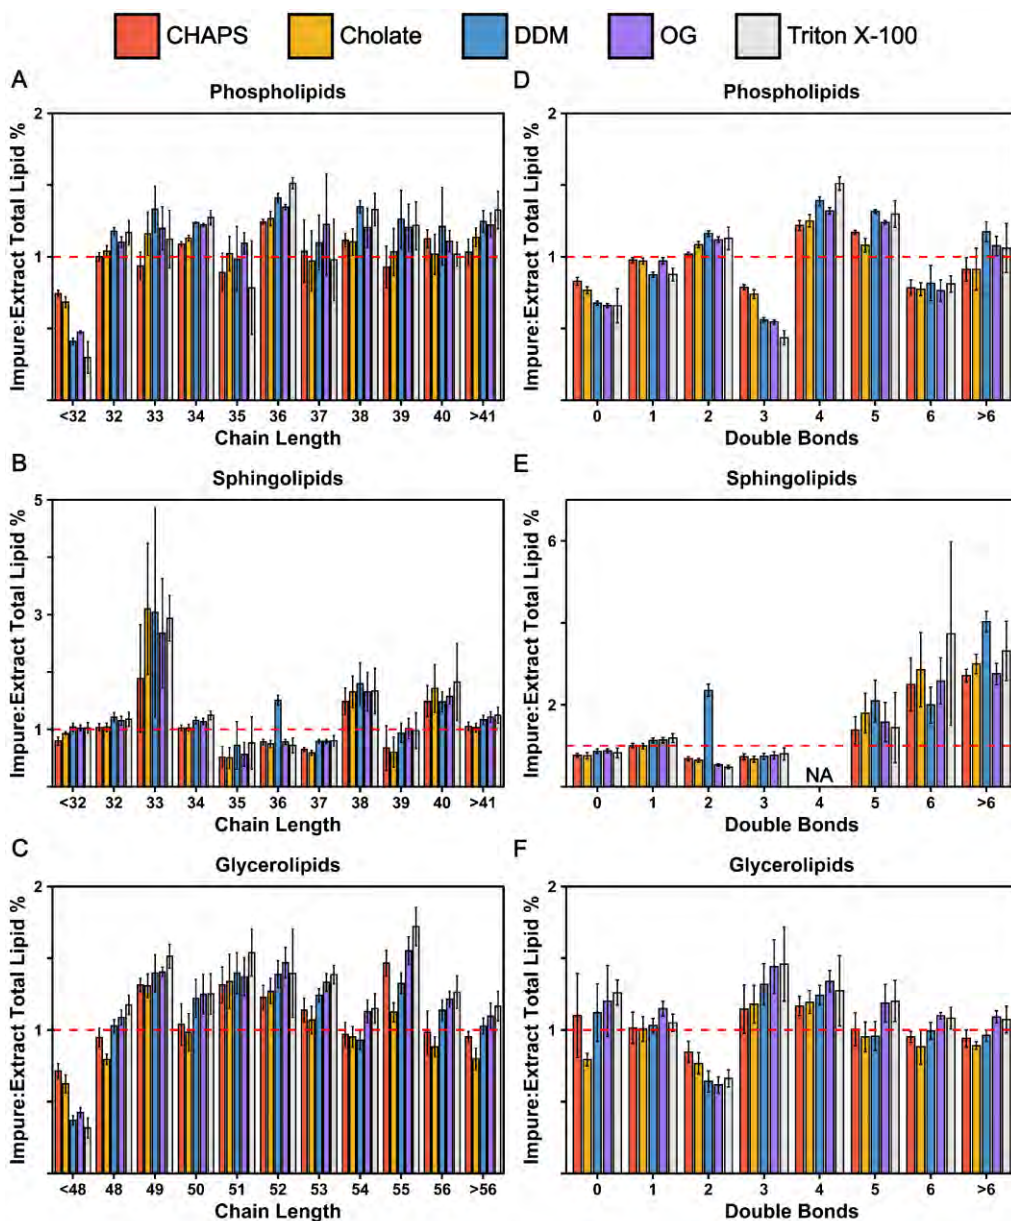 CHAPS Cholate DDM OG Triton X-100
A
Phospholipids
Impure:Extract Total Lipid %
2
1
<32 32 33 34 35 36 37 38 39 40 >41
Chain Length
D
Phospholipids
Impure:Extract Total Lipid %
2
1
0 1 2 3 4 5 6 >6
Double Bonds
B
Sphingolipids
Impure:Extract Total Lipid %
5
3
1
<32 32 33 34 35 36 37 38 39 40 >41
Chain Length
E
Sphingolipids
Impure:Extract Total Lipid %
6
2
NA
0 1 2 3 4 5 6 >6
Double Bonds
C
Glycerolipids
Impure:Extract Total Lipid %
2
1
<48 48 49 50 51 52 53 54 55 56 >56
Chain Length
F
Glycerolipids
Impure:Extract Total Lipid %
2
1
0 1 2 3 4 5 6 >6
Double Bonds